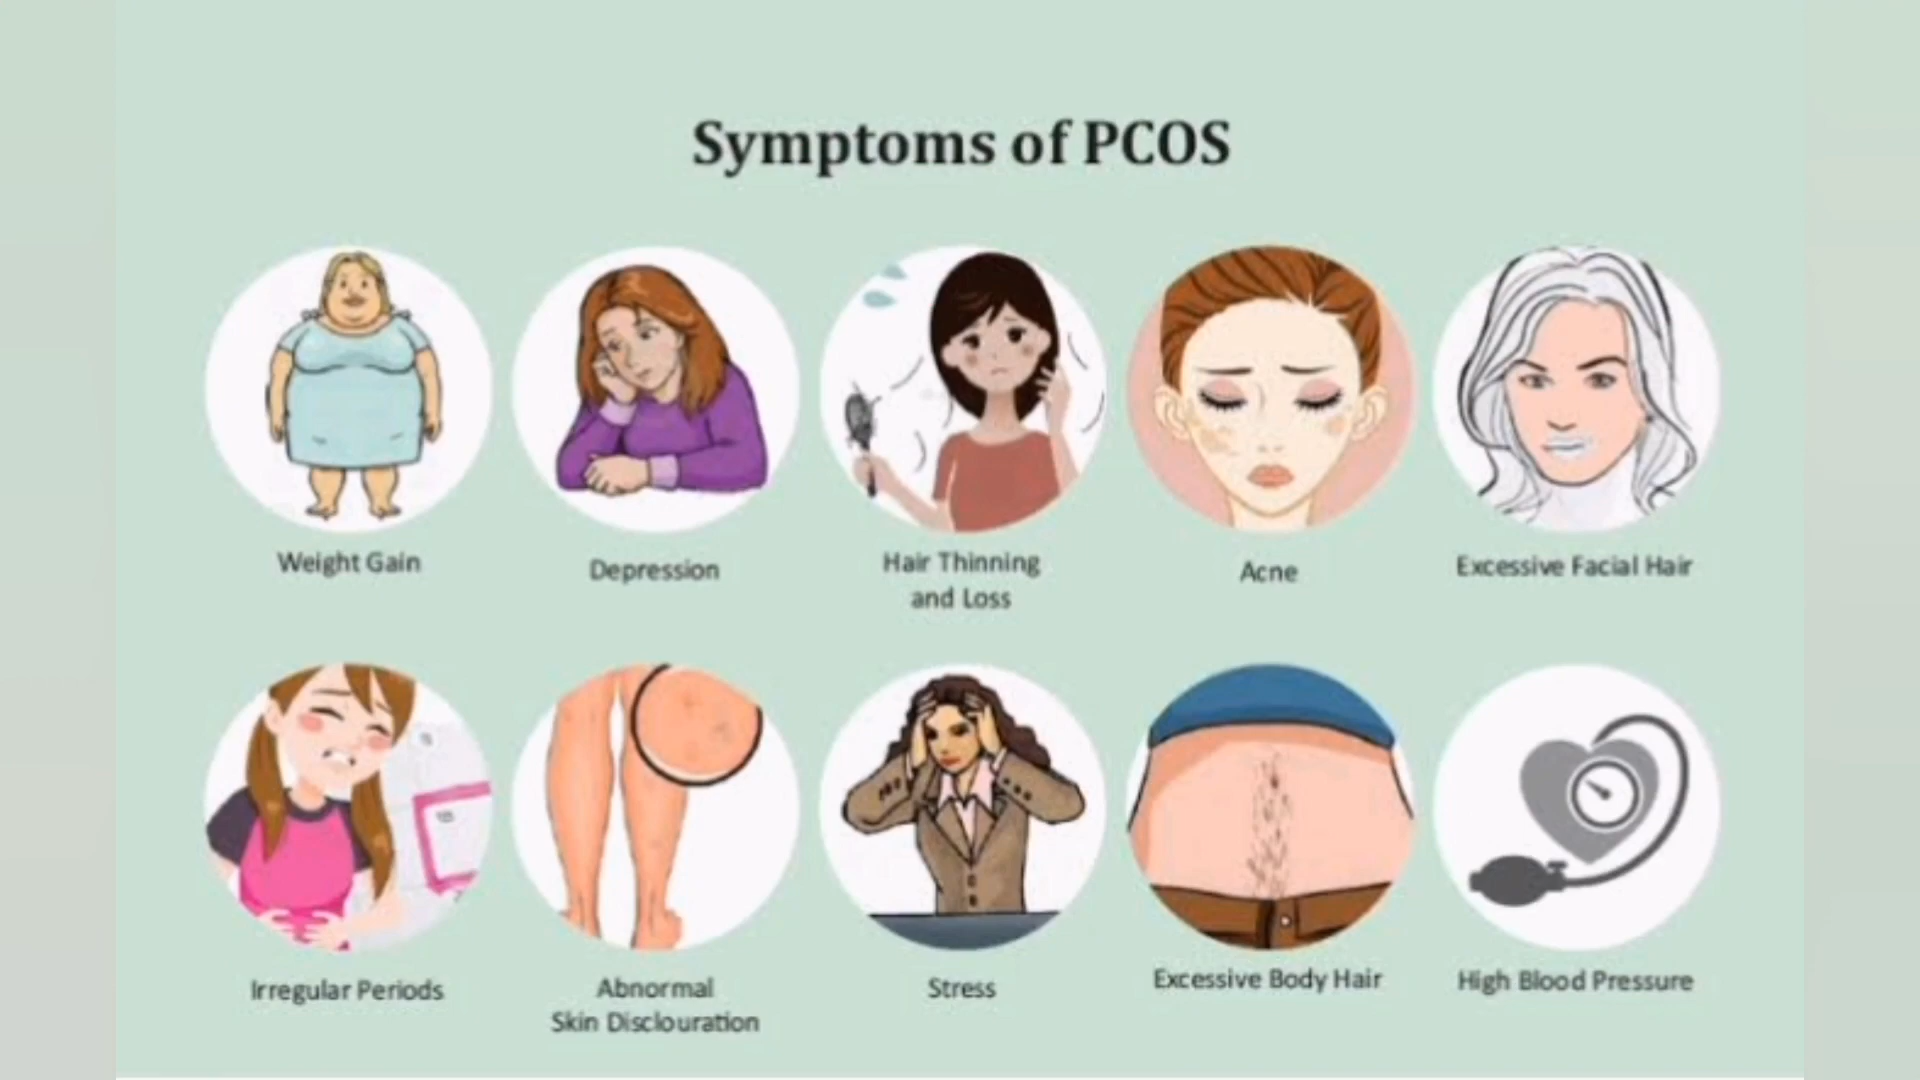 Symptoms of PCOS
Weight Gain
Depression
Hair Thinning
and Loss
Acne
Excessive Facial Hair
Irregular Periods
Abnormal
Skin Disclouration
Stress
Excessive Body Hair
High Blood Pressure